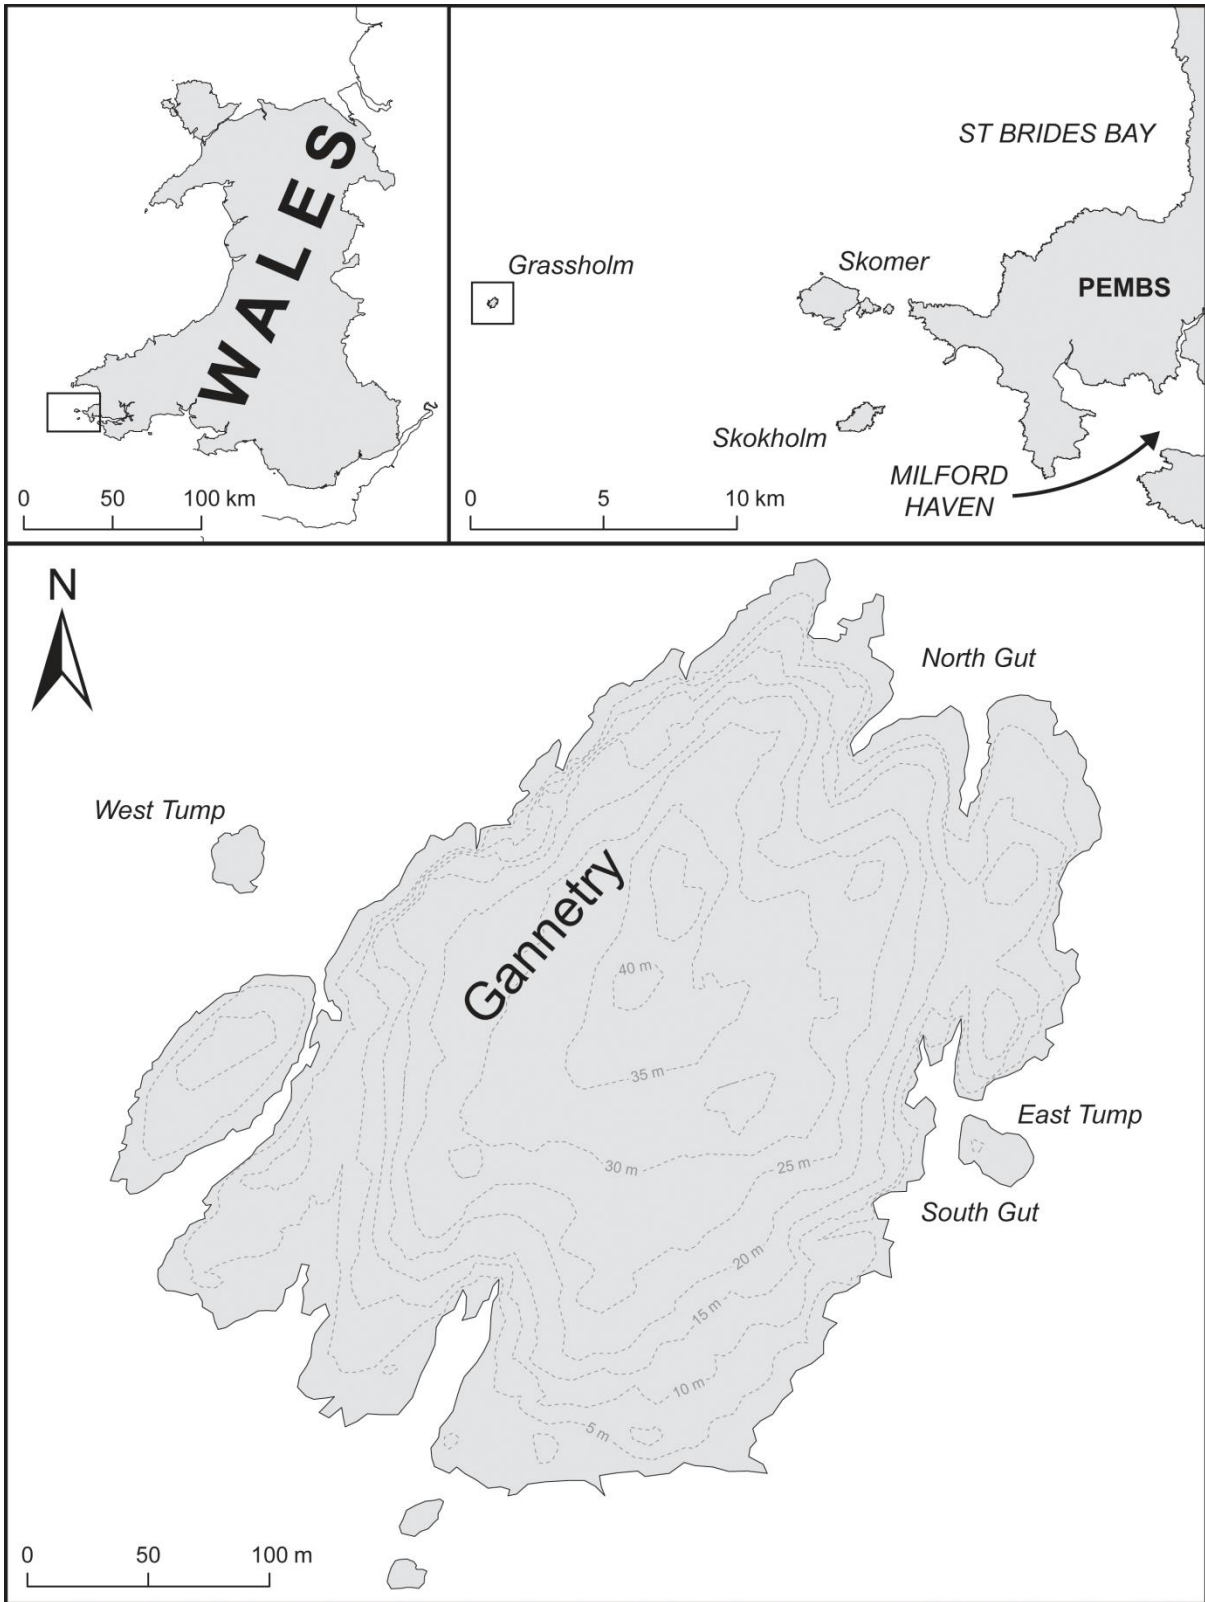 WALES
0 50 100 km
ST BRIDES BAY
Grassholm
Skomer
PEMBS
Skokholm
MILFORD
HAVEN
0 5 10 km
N
North Gut
West Tump
Gannetry
40 m
35 m
East Tump
30 m
25 m
South Gut
20 m
15 m
10 m
5 m
0 50 100 m